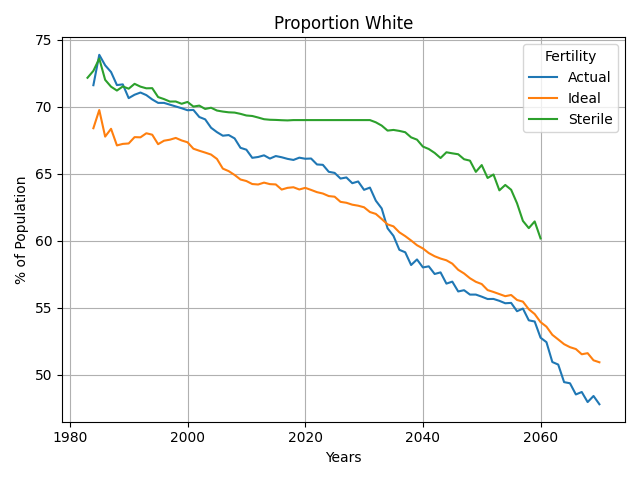 Proportion White
% of Population
75
70
65
60
55
50
Fertility
Actual
Ideal
Sterile
1980
2000
2020
2040
2060
Years